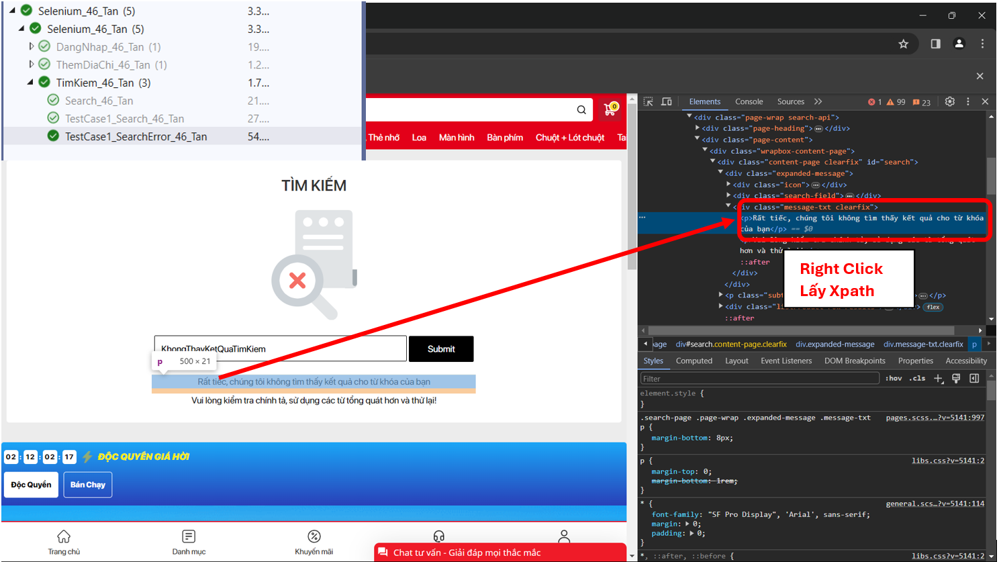 Selenium_46_Tan (5) 3.3...
Selenium_46_Tan (5) 3.3...
DangNhap_46_Tan (1) 19....
ThemDiaChi_46_Tan (1) 1.2...
TimKiem_46_Tan (3) 1.7...
Search_46_Tan 21....
TestCase1_Search_46_Tan 27....
TestCase1_SearchError_46_Tan 54....
0
Thẻ nhớ Loa Màn hình Bàn phím Chuột + Lót chuột Ta
TÌM KIẾM
KhongThayKetQuaTimKiem
Submit
p 500 × 21
Rất tiếc, chúng tôi không tìm thấy kết quả cho từ khóa của bạn
Vui lòng kiểm tra chính tả, sử dụng các từ tổng quát hơn và thử lại!
02 : 12 : 02 : 17 ĐỘC QUYỀN GIÁ HỜI
Độc Quyền Bán Chạy
Trang chủ Danh mục Khuyến mãi
Chat tư vấn - Giải đáp mọi thắc mắc
Elements Console Sources 1 99 23
<div class="page-wrap search-api">
<div class="page-heading"> </div>
<div class="page-content">
<div class="wrapbox-content-page">
<div class="content-page clearfix" id="search">
<div class="expanded-message">
<div class="icon"> </div>
<div class="search-field"> </div>
<div class="message-txt clearfix">
<p>Rất tiếc, chúng tôi không tìm thấy kết quả cho từ khóa
của bạn</p> == $0
hơn và thử
::after
</div>
</div>
<p class="sub </p>
<div class="li flex
::after
Right Click
Lấy Xpath
page div#search.content-page.clearfix div.expanded-message div.message-txt.clearfix p
Styles Computed Layout Event Listeners DOM Breakpoints Properties Accessibility
Filter :hov .cls
element.style {
}
.search-page .page-wrap .expanded-message .message-txt pages.scss.…?v=5141:997
p {
margin-bottom: 8px;
}
p { libs.css?v=5141:2
margin-top: 0;
margin-bottom: 1rem;
}
* { general.scs…?v=5141:114
font-family: "SF Pro Display", 'Arial', sans-serif;
margin: 0;
padding: 0;
}
*, ::after, ::before { libs.css?v=5141:2